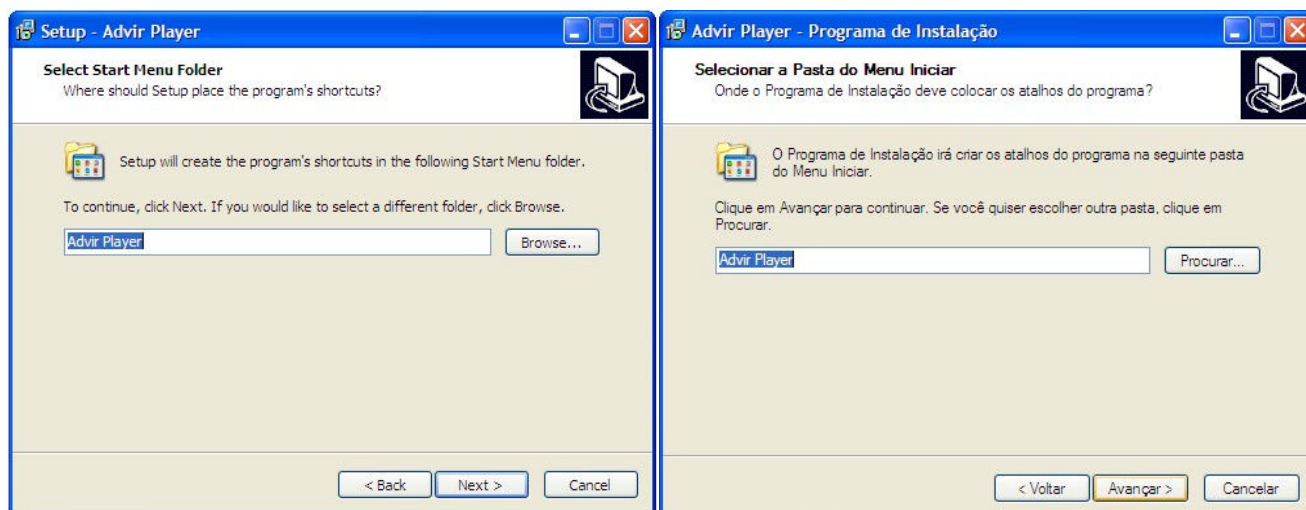 Setup - Advir Player
Select Start Menu Folder
Where should Setup place the program's shortcuts?
Setup will create the program's shortcuts in the following Start Menu folder.
To continue, click Next. If you would like to select a different folder, click Browse.
Advir Player
Browse...
< Back
Next >
Cancel
Advir Player - Programa de Instalação
Selecionar a Pasta do Menu Iniciar
Onde o Programa de Instalação deve colocar os atalhos do programa?
O Programa de Instalação irá criar os atalhos do programa na seguinte pasta
do Menu Iniciar.
Clique em Avançar para continuar. Se você quiser escolher outra pasta, clique em
Procurar.
Advir Player
Procurar...
< Voltar
Avançar >
Cancelar